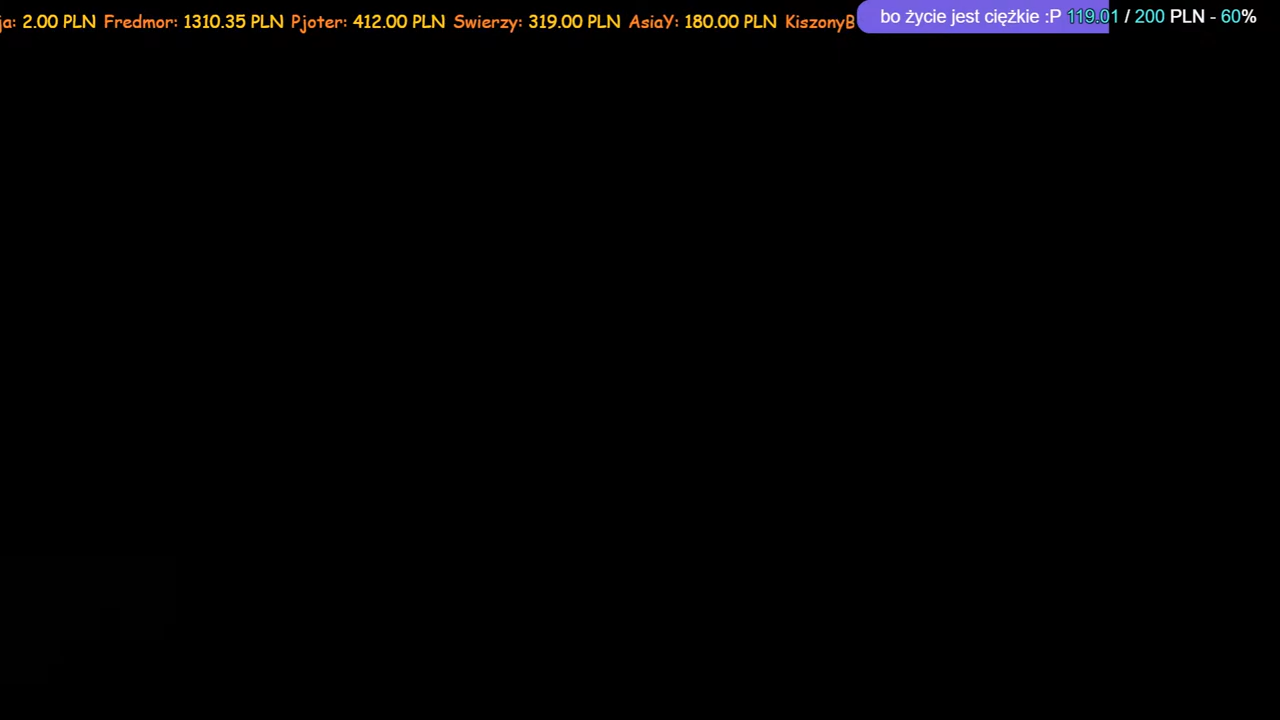 ja: 2.00 PLN Fredmor: 1310.35 PLN Pjoter: 412.00 PLN Swierzy: 319.00 PLN AsiaY: 180.00 PLN KiszonyB
bo życie jest ciężkie :P 119.01 / 200 PLN - 60%